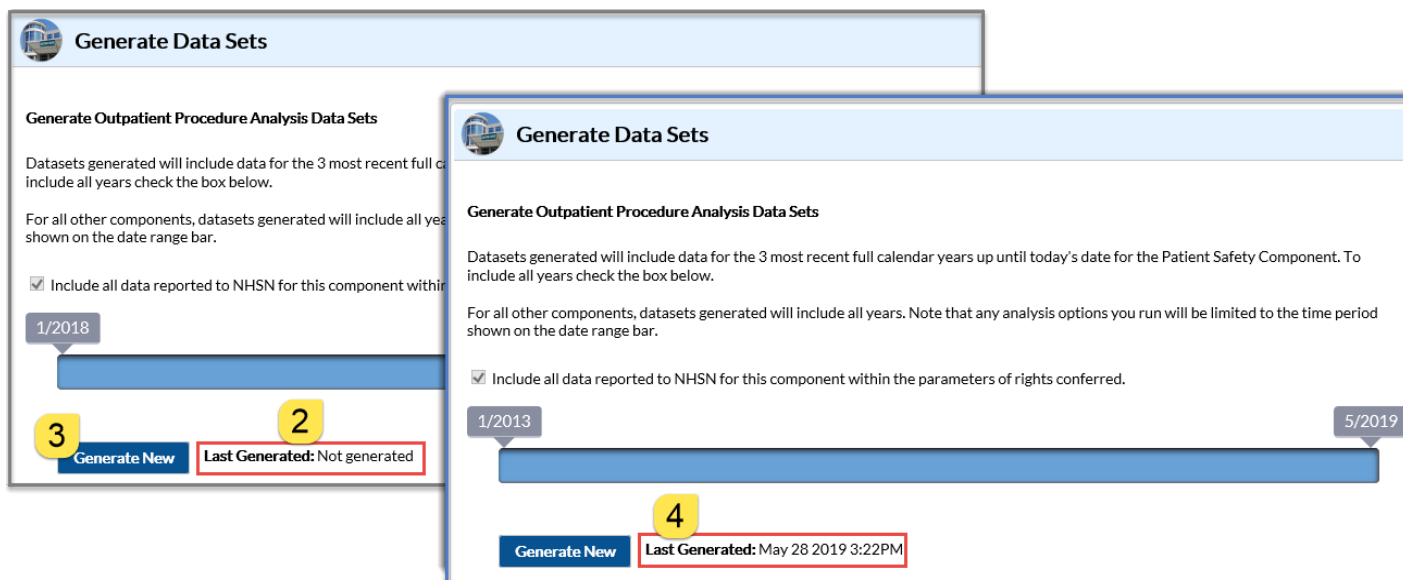 Generate Data Sets
Generate Outpatient Procedure Analysis Data Sets
Datasets generated will include data for the 3 most recent full
include all years check the box below.
For all other components, datasets generated will include all
shown on the date range bar.
Include all data reported to NHSN for this component
1/2018
3
2
Generate New
Last Generated: Not generated
Generate Data Sets
Generate Outpatient Procedure Analysis Data Sets
Datasets generated will include data for the 3 most recent full calendar years up until today's date for the Patient Safety Component. To
include all years check the box below.
For all other components, datasets generated will include all years. Note that any analysis options you run will be limited to the time period
shown on the date range bar.
Include all data reported to NHSN for this component within the parameters of rights conferred.
1/2013
5/2019
4
Generate New
Last Generated: May 28 2019 3:22PM